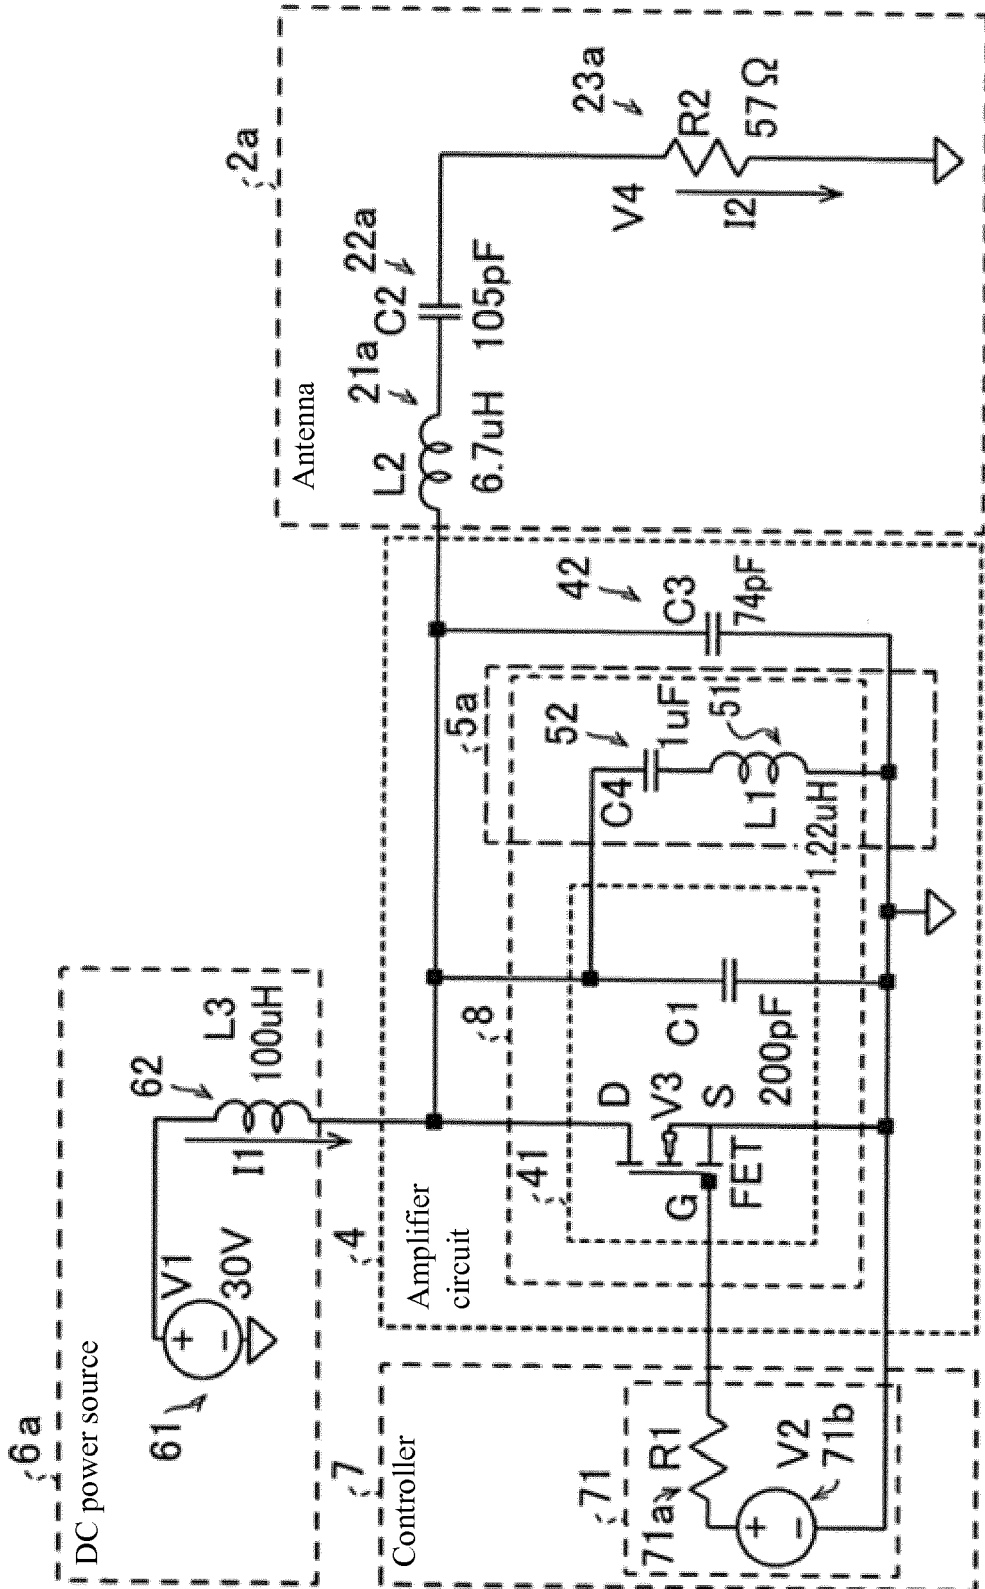 6a
DC power source
61
V1
30V
62
L3
100uH
I1
4
7
Controller
71
71a
R1
V2
71b
Amplifier
circuit
41
8
G
D
V3
S
FET
C1
200pF
5a
52
C4
1uF
51
L1
1.22uH
42
C3
74pF
2a
Antenna
L2
21a
6.7uH
C2
22a
105pF
V4
I2
23a
R2
57Ω